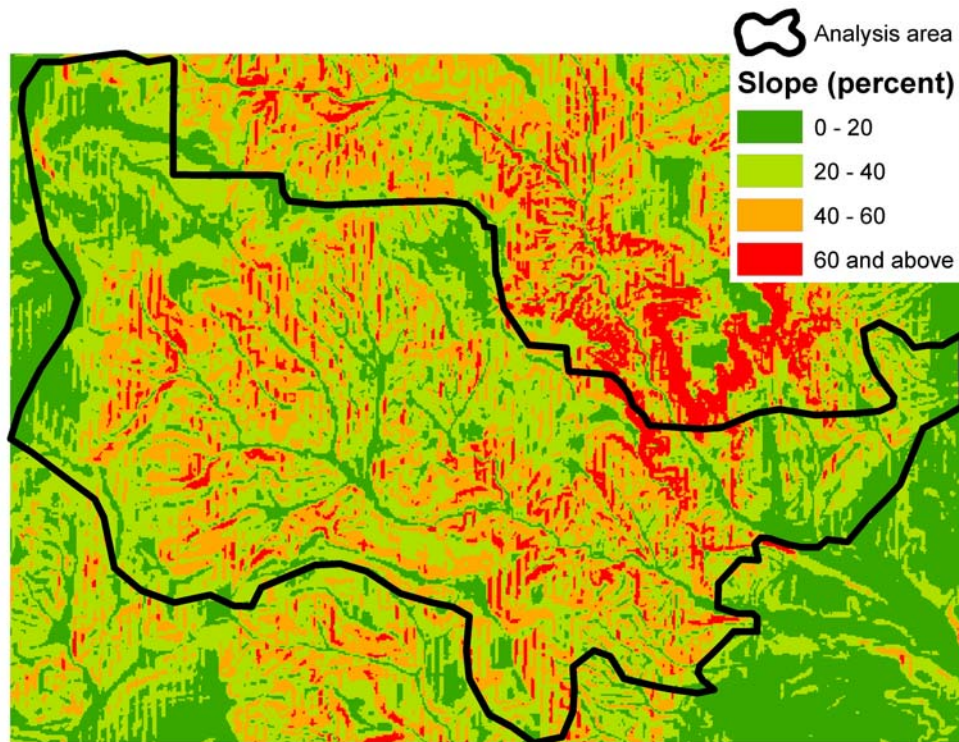 Analysis area
Slope (percent)
0 - 20
20 - 40
40 - 60
60 and above